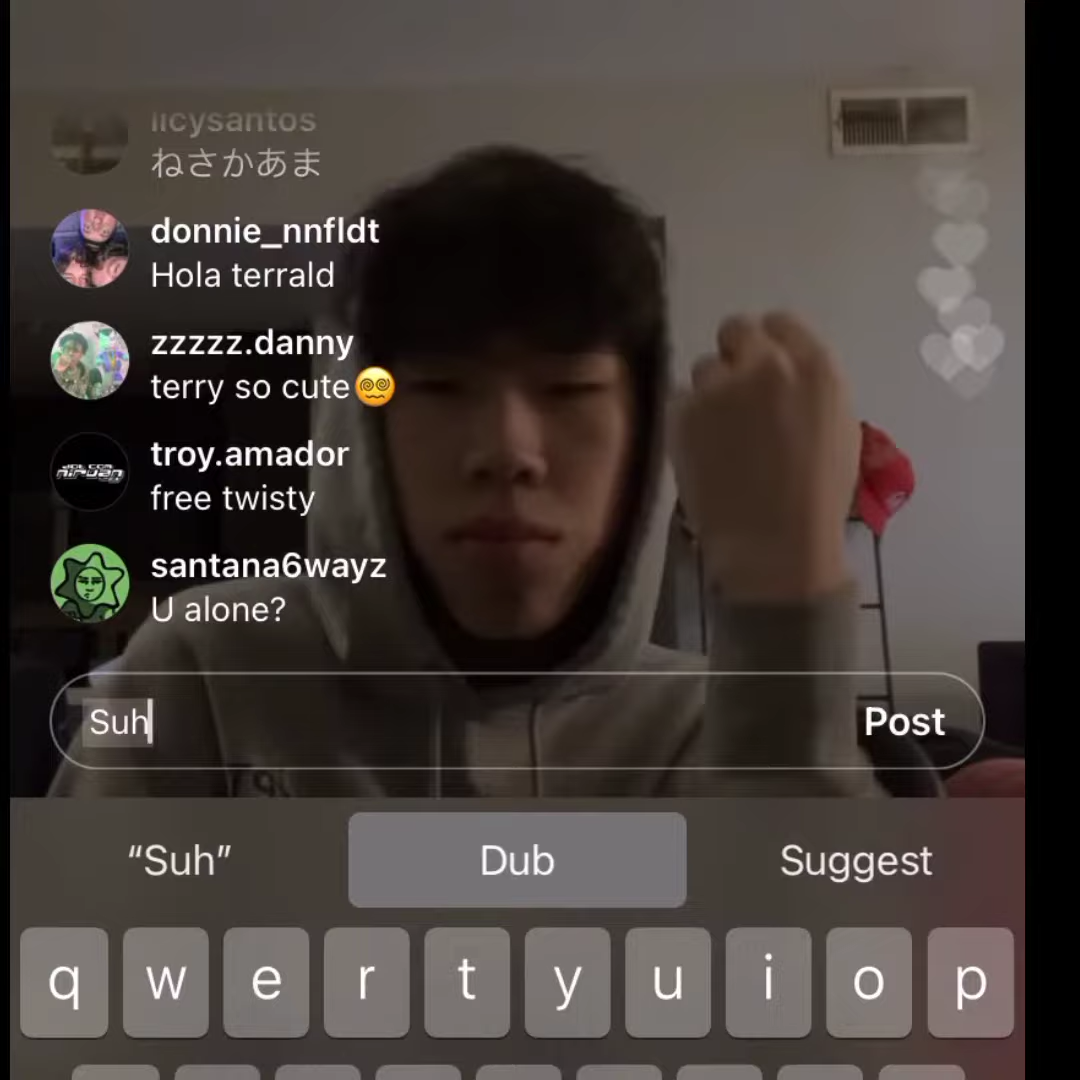 licysantos
ねさかあま
donnie_nnfldt
Hola terrald
zzzzz.danny
terry so cute😵‍💫
troy.amador
free twisty
santana6wayz
U alone?
Suh
Post
“Suh”
Dub
Suggest
q w e r t y u i o p